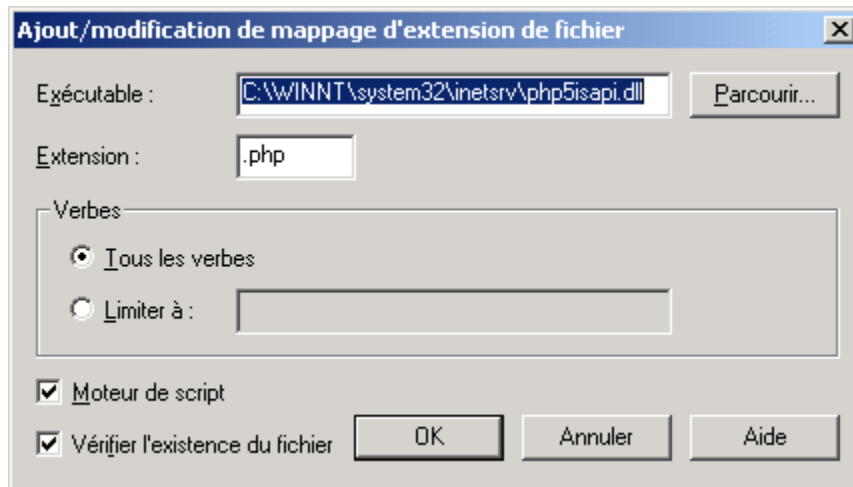 Ajout/modification de mappage d'extension de fichier
Exécutable : C:\WINNT\system32\inetsrv\php5isapi.dll Parcourir...
Extension : .php
Verbes
Tous les verbes
Limiter à :
Moteur de script
Vérifier l'existence du fichier OK Annuler Aide